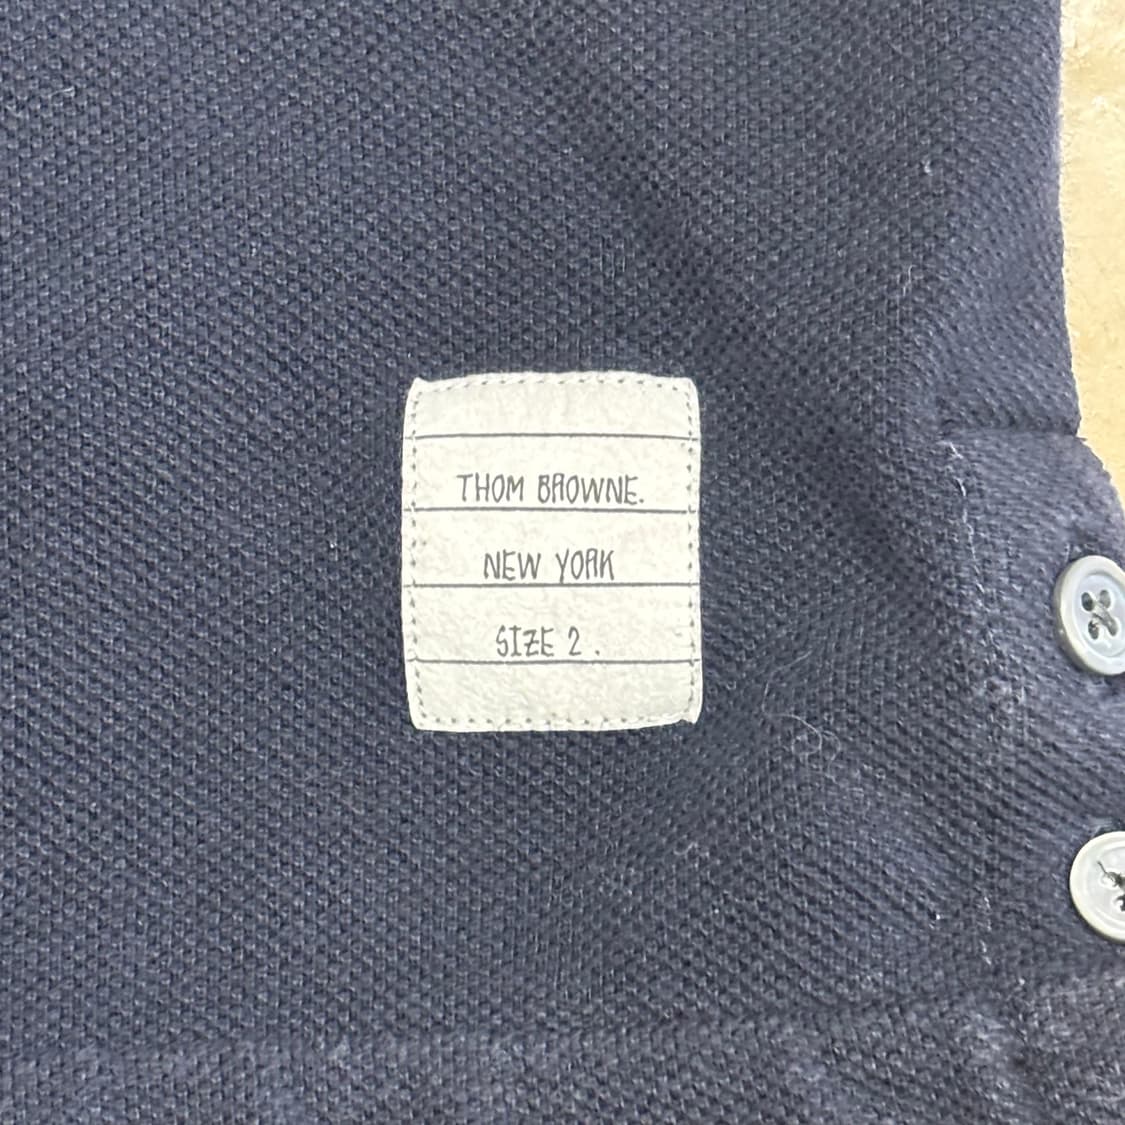 THOM BROWNE.
NEW YORK
SIZE 2 .